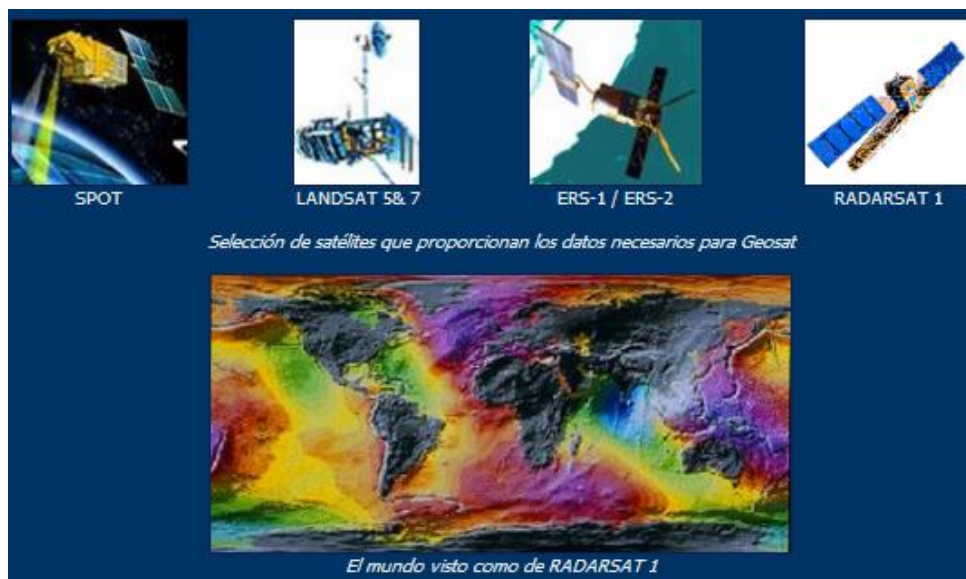 SPOT
LANDSAT 5& 7
ERS-1 / ERS-2
RADARSAT 1
Selección de satélites que proporcionan los datos necesarios para Geosat
El mundo visto como de RADARSAT 1